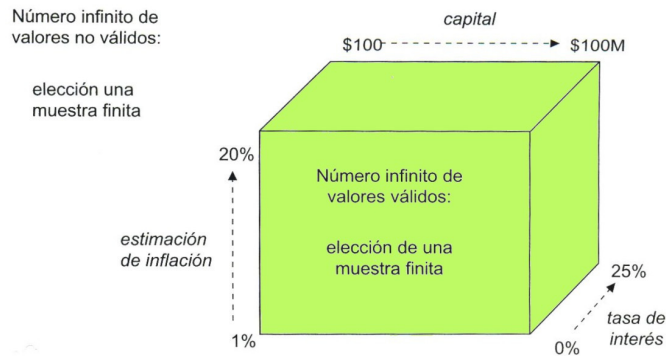 Número infinito de
valores no válidos:
elección una
muestra finita
capital
$100
$100M
20%
Número infinito de
valores válidos:
elección de una
muestra finita
estimación
de inflación
1%
25%
tasa de
interés
0%